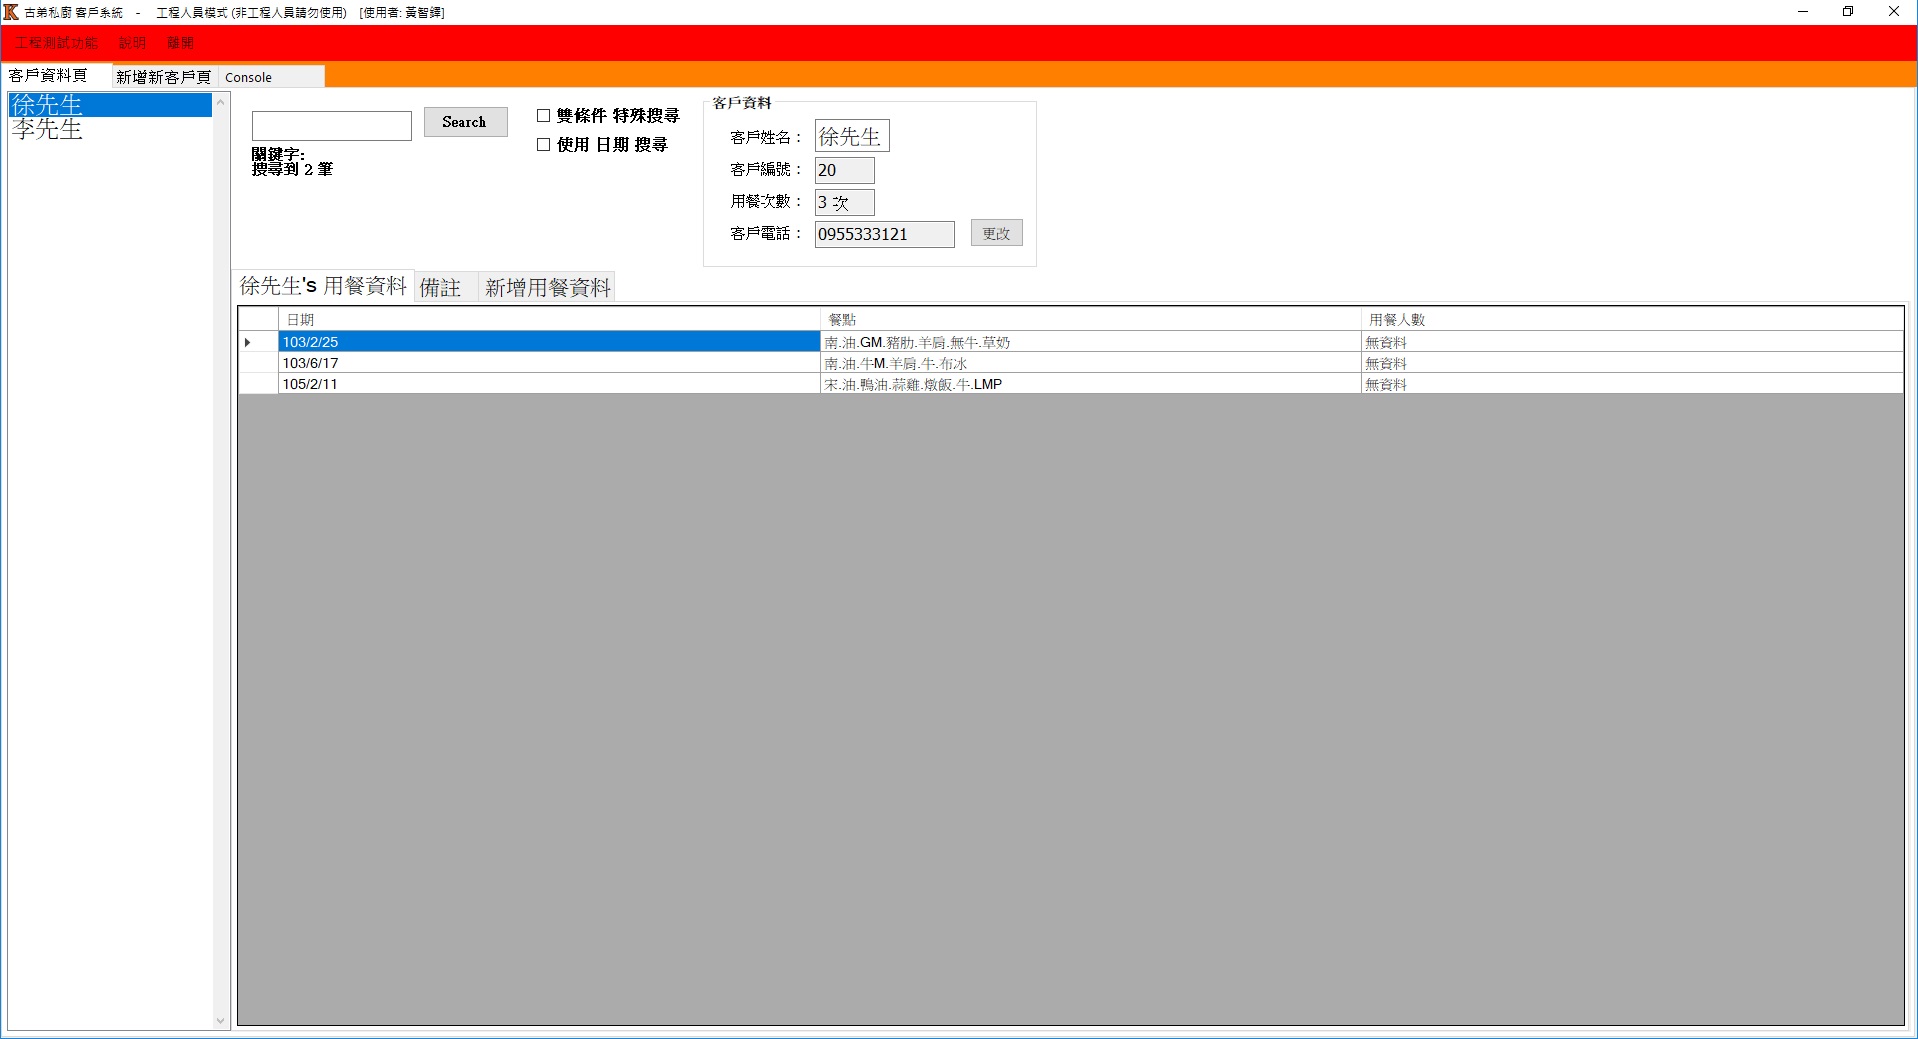 古弟私廚 客戶系統 - 工程人員模式 (非工程人員請勿使用) [使用者: 黃智鐸]
工程測試功能 說明 離開
客戶資料頁 新增新客戶頁 Console
徐先生
李先生
Search
關鍵字:
搜尋到 2 筆
雙條件 特殊搜尋
使用 日期 搜尋
客戶資料
客戶姓名： 徐先生
客戶編號： 20
用餐次數： 3 次
客戶電話： 0955333121 更改
徐先生's 用餐資料 備註 新增用餐資料
日期 餐點 用餐人數
103/2/25 南.油.GM.豬肋.羊肩.無牛.草奶 無資料
103/6/17 南.油.牛M.羊肩.牛.布冰 無資料
105/2/11 宋.油.鴨油.蒜雞.燉飯.牛.LMP 無資料